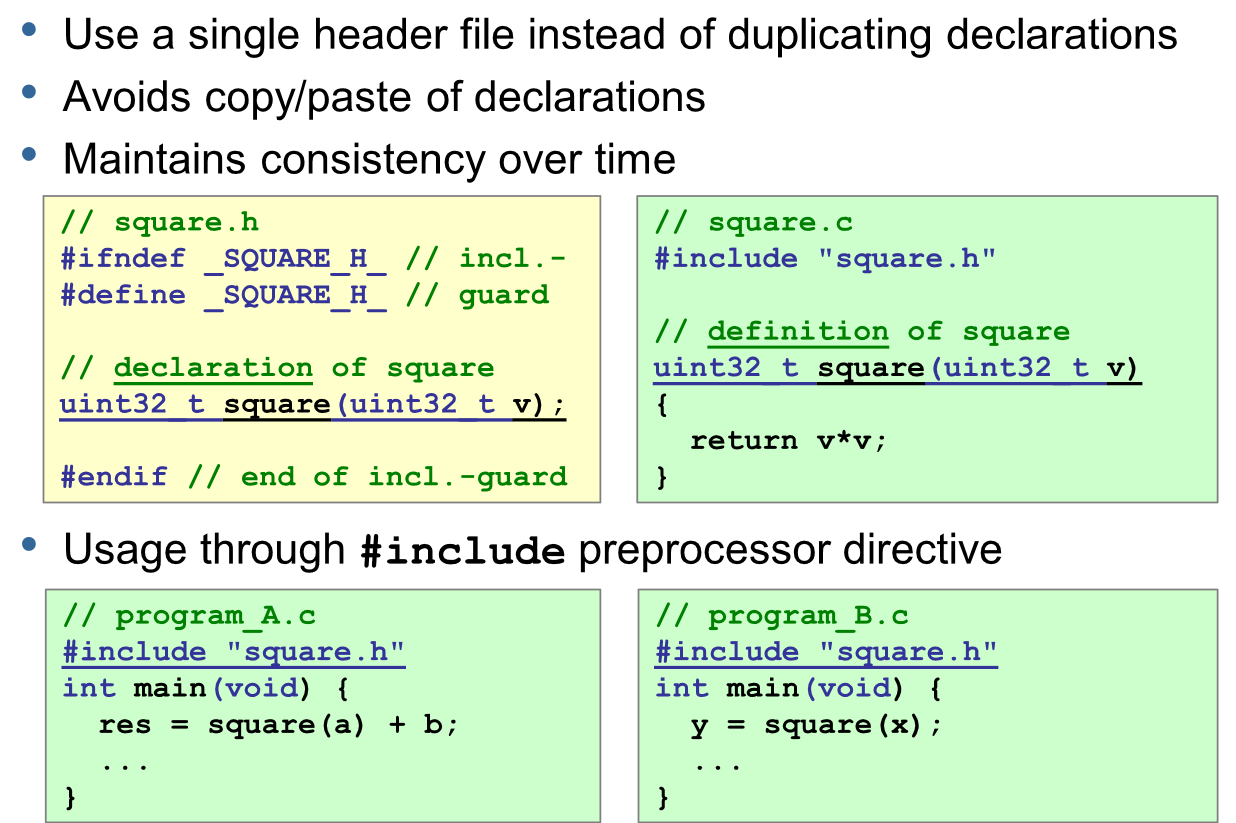 • Use a single header file instead of duplicating declarations
• Avoids copy/paste of declarations
• Maintains consistency over time
// square.h
#ifndef _SQUARE_H_ // incl.-
#define _SQUARE_H_ // guard

// declaration of square
uint32_t square(uint32_t v);

#endif // end of incl.-guard
// square.c
#include "square.h"

// definition of square
uint32_t square(uint32_t v)
{
  return v*v;
}
• Usage through #include preprocessor directive
// program_A.c
#include "square.h"
int main(void) {
  res = square(a) + b;
  ...
}
// program_B.c
#include "square.h"
int main(void) {
  y = square(x);
  ...
}